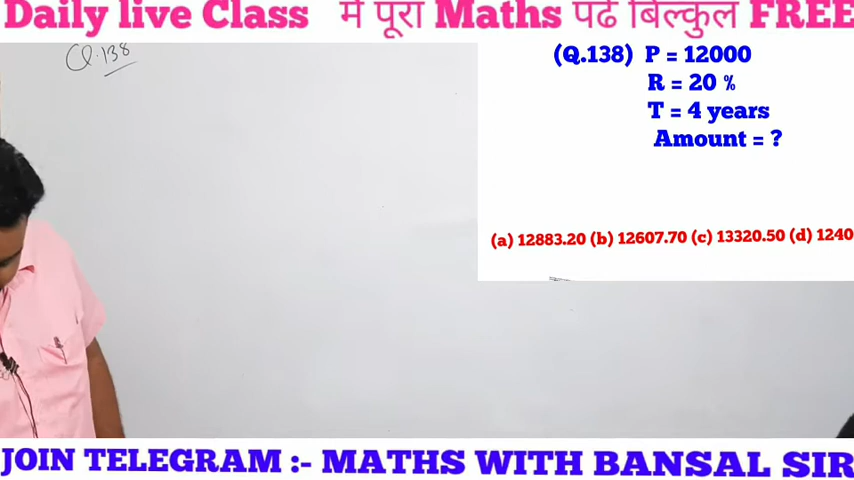 Daily live Class में पूरा Maths पढे बिल्कुल FREE
Q.138
(Q.138) P = 12000
R = 20 %
T = 4 years
Amount = ?
(a) 12883.20 (b) 12607.70 (c) 13320.50 (d) 1240
JOIN TELEGRAM :- MATHS WITH BANSAL SIR